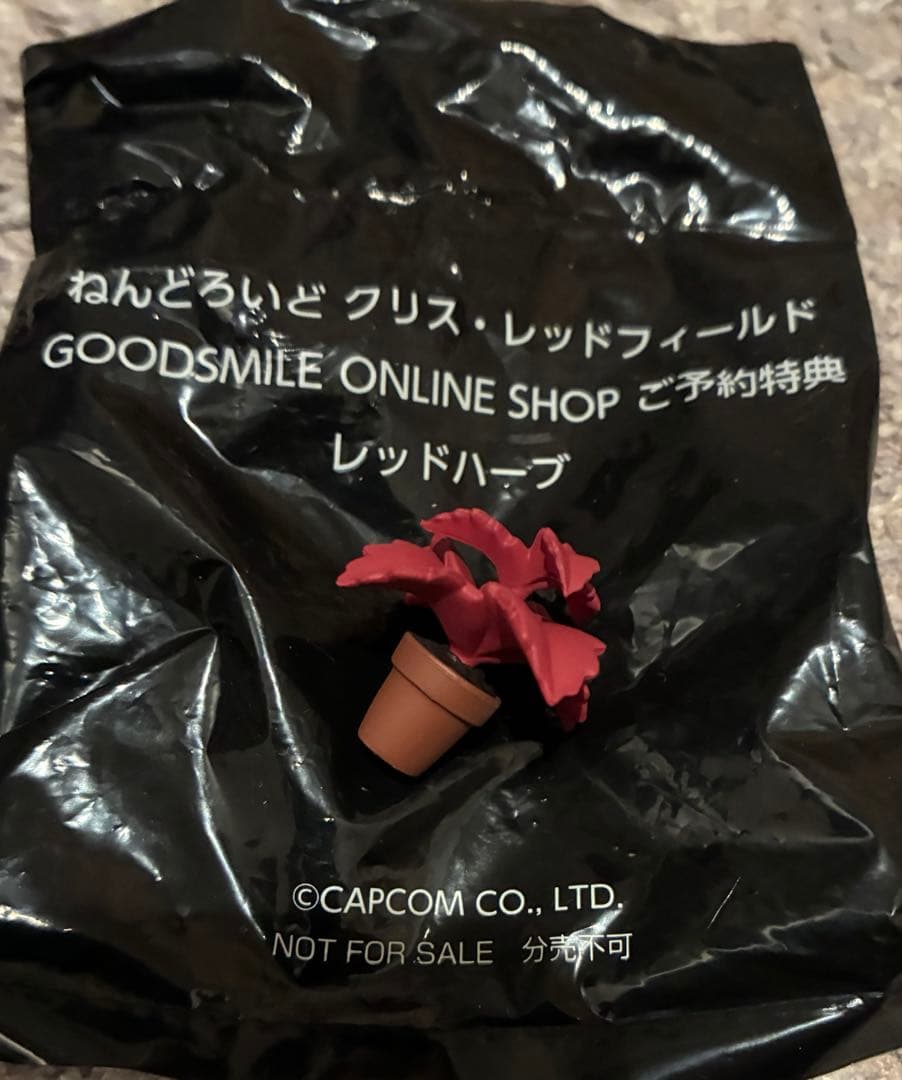 ねんどろいど クリス・レッドフィールド
GOODSMILE ONLINE SHOP ご予約特典
レッドハーブ
©CAPCOM CO., LTD.
NOT FOR SALE 分売不可